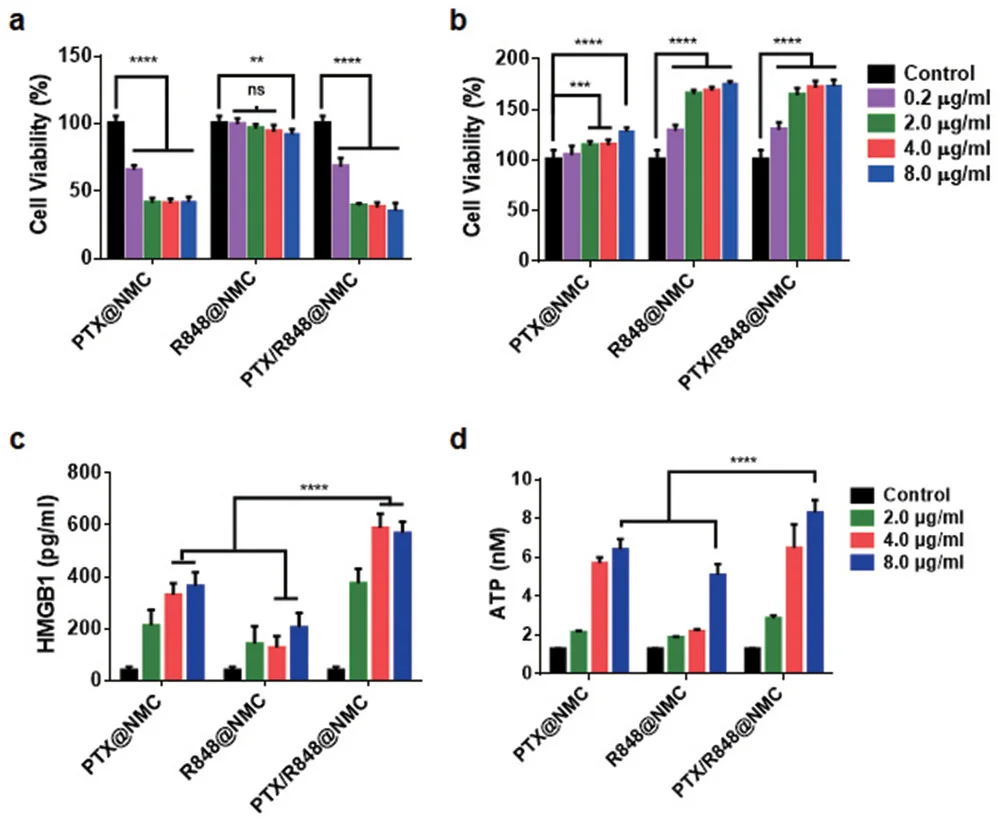 a
150
100
50
0
Cell Viability (%)
****
**
ns
****
PTX@NMC
R848@NMC
PTX/R848@NMC
b
200
150
100
50
0
Cell Viability (%)
****
***
****
****
PTX@NMC
R848@NMC
PTX/R848@NMC
Control
0.2 µg/ml
2.0 µg/ml
4.0 µg/ml
8.0 µg/ml
c
800
600
400
200
0
HMGB1 (pg/ml)
****
PTX@NMC
R848@NMC
PTX/R848@NMC
d
10
8
6
4
2
0
ATP (nM)
****
PTX@NMC
R848@NMC
PTX/R848@NMC
Control
2.0 µg/ml
4.0 µg/ml
8.0 µg/ml